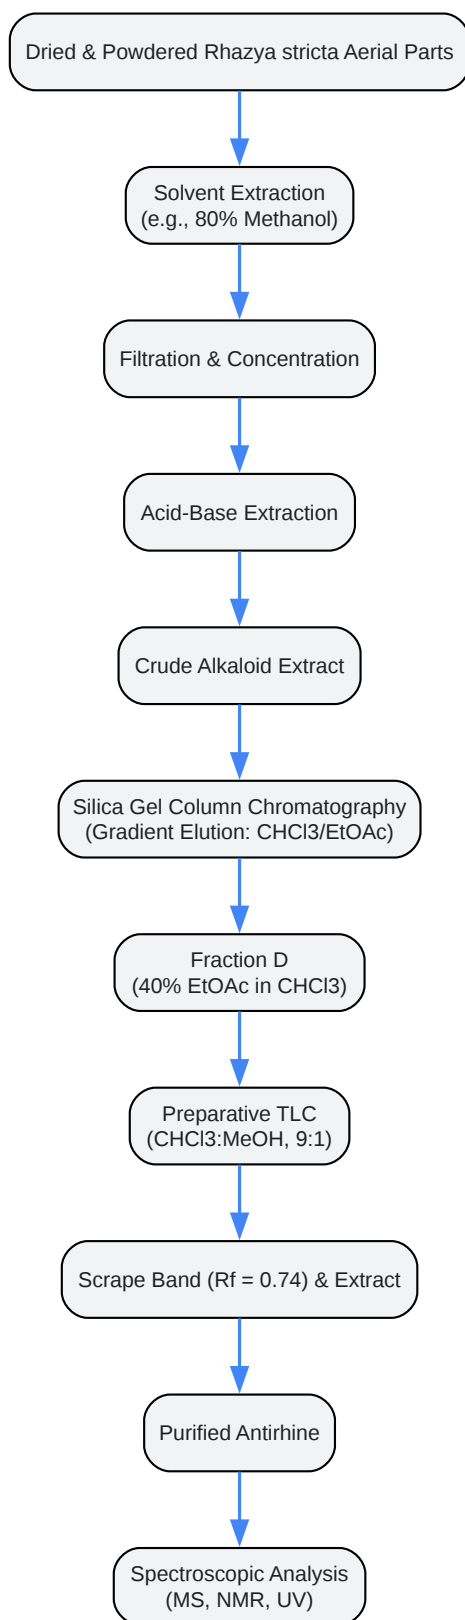 Dried & Powdered Rhazya stricta Aerial Parts
Solvent Extraction
(e.g., 80% Methanol)
Filtration & Concentration
Acid-Base Extraction
Crude Alkaloid Extract
Silica Gel Column Chromatography
(Gradient Elution: CHCl3/EtOAc)
Fraction D
(40% EtOAc in CHCl3)
Preparative TLC
(CHCl3:MeOH, 9:1)
Scrape Band (Rf = 0.74) & Extract
Purified Antirhine
Spectroscopic Analysis
(MS, NMR, UV)